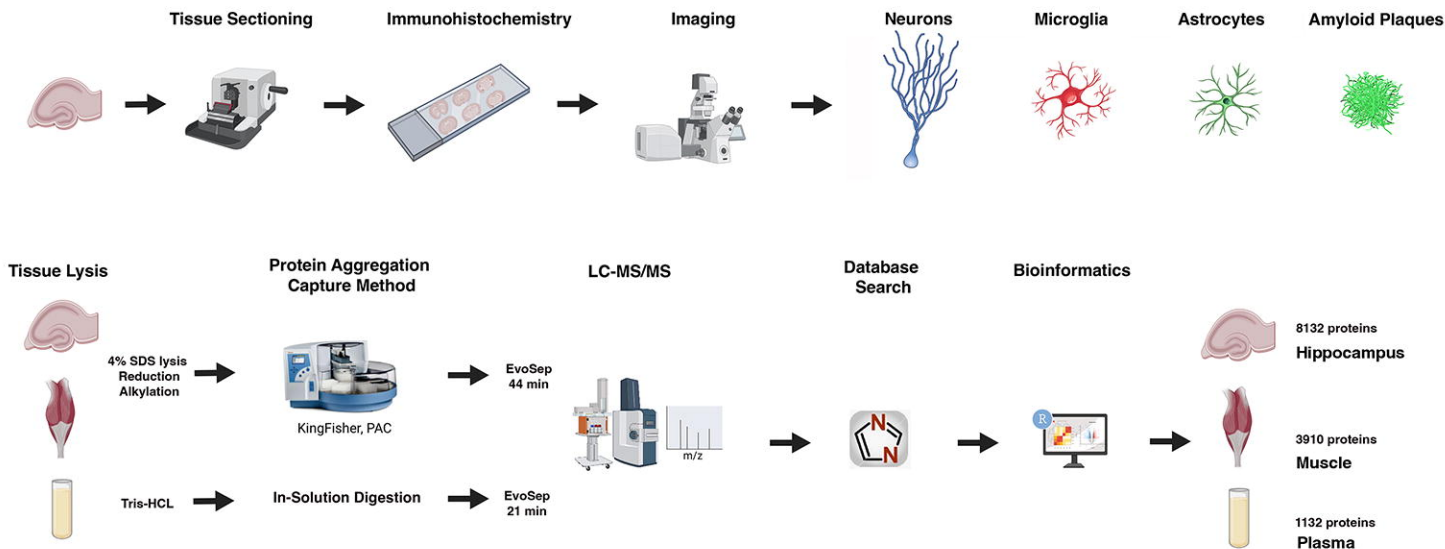 Tissue Sectioning
Immunohistochemistry
Imaging
Neurons
Microglia
Astrocytes
Amyloid Plaques
Tissue Lysis
Protein Aggregation
Capture Method
LC-MS/MS
Database
Search
Bioinformatics
4% SDS lysis
Reduction
Alkylation
KingFisher, PAC
EvoSep
44 min
m/z
N
N
R
8132 proteins
Hippocampus
3910 proteins
Muscle
Tris-HCL
In-Solution Digestion
EvoSep
21 min
1132 proteins
Plasma